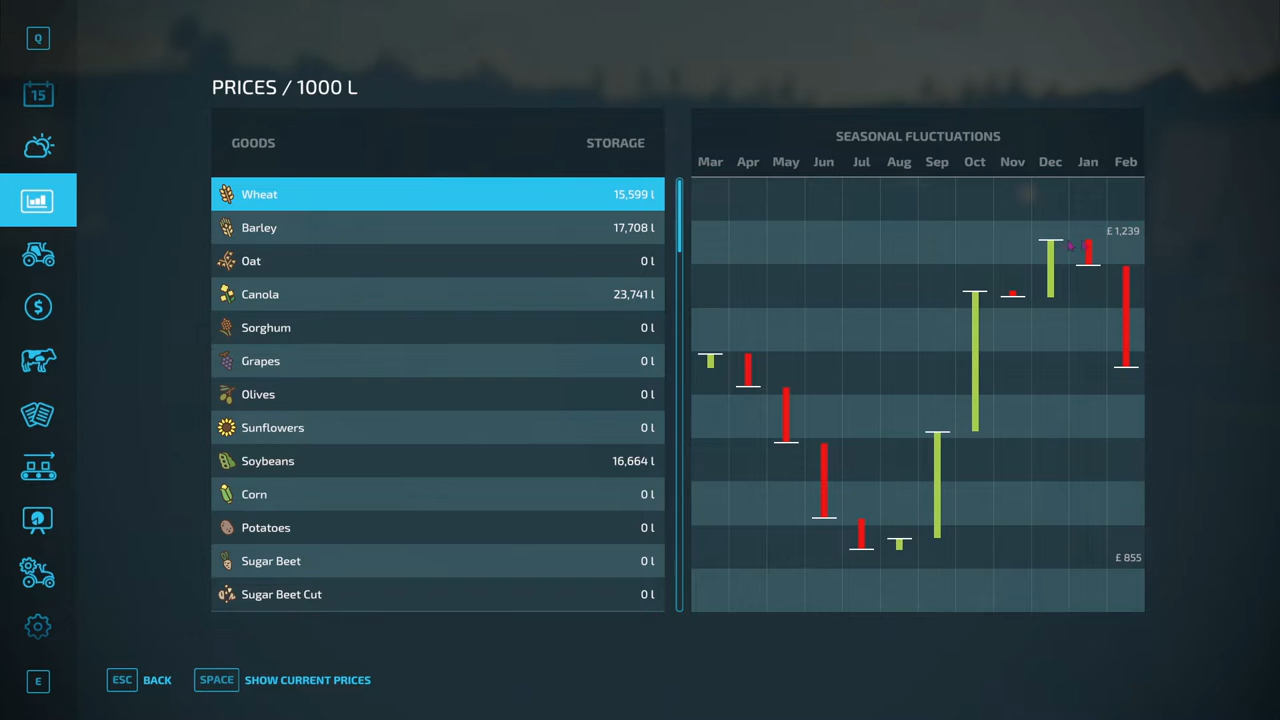 Q
15
PRICES / 1000 L
GOODS STORAGE
SEASONAL FLUCTUATIONS
Mar Apr May Jun Jul Aug Sep Oct Nov Dec Jan Feb
Wheat 15,599 l
Barley 17,708 l
£ 1,239
Oat 0 l
Canola 23,741 l
Sorghum 0 l
Grapes 0 l
Olives 0 l
Sunflowers 0 l
Soybeans 16,664 l
Corn 0 l
Potatoes 0 l
Sugar Beet 0 l
£ 855
Sugar Beet Cut 0 l
E
ESC BACK SPACE SHOW CURRENT PRICES